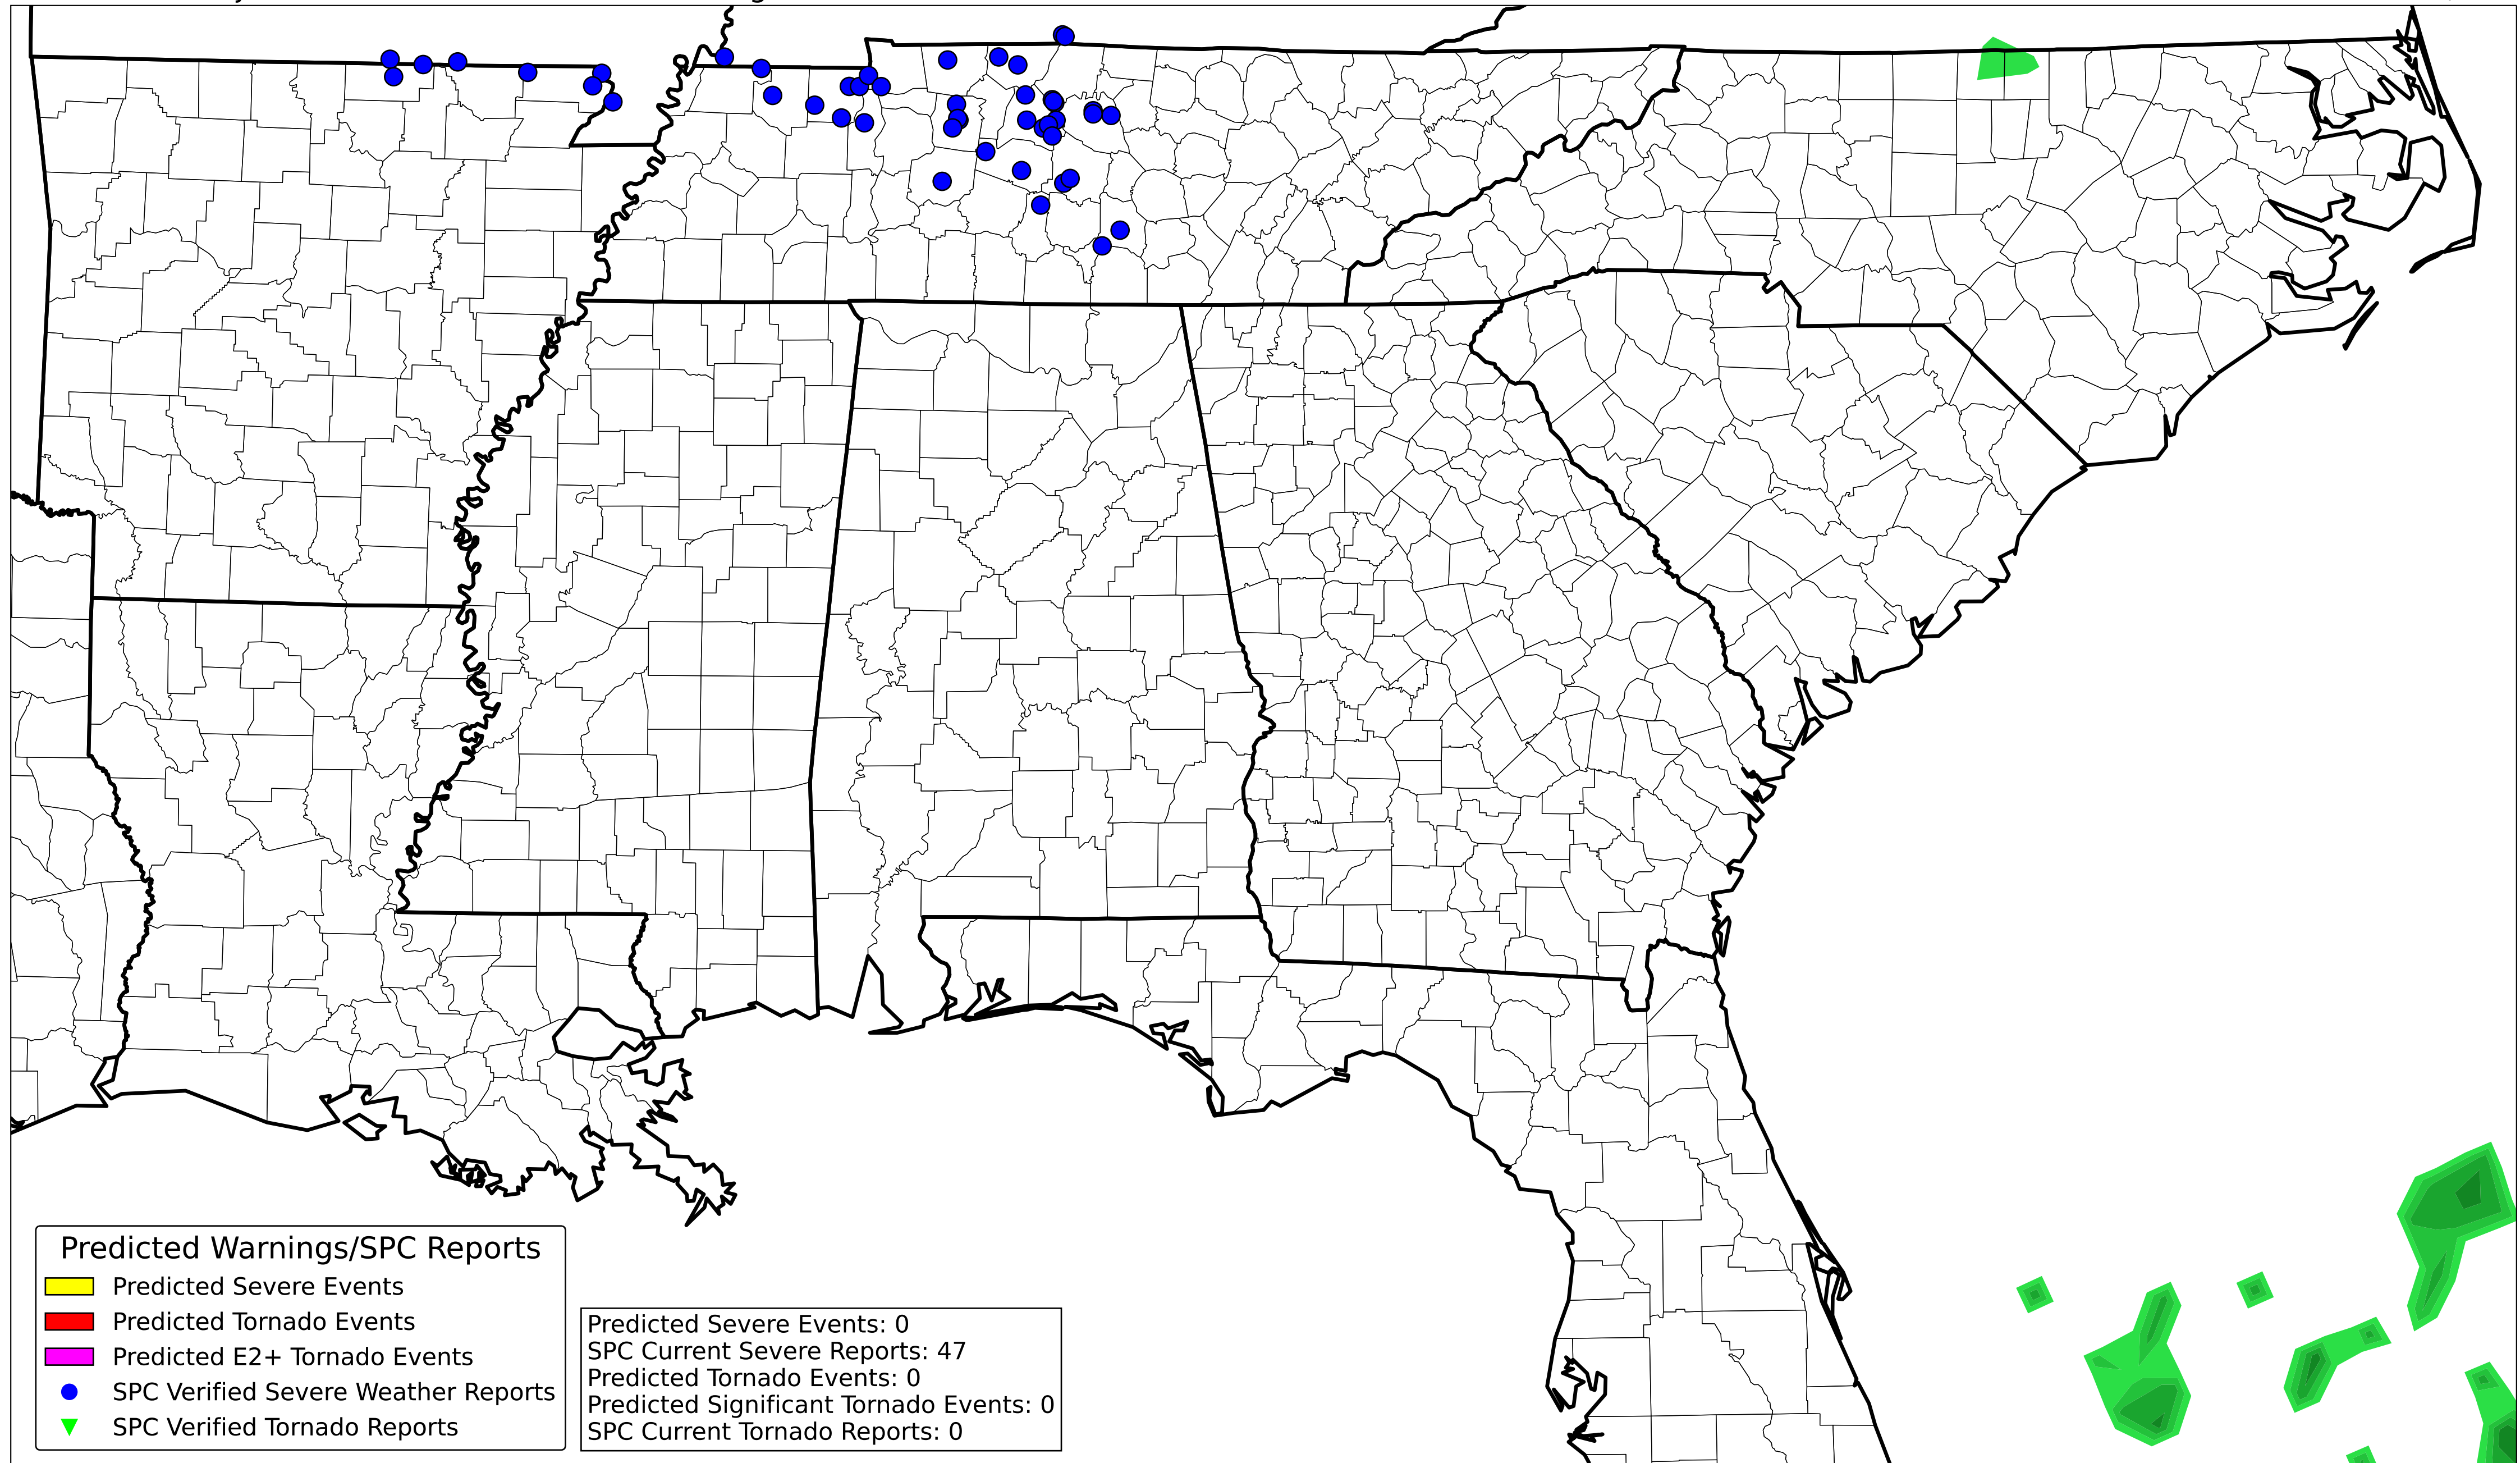 Predicted Warnings/SPC Reports
Predicted Severe Events
Predicted Tornado Events
Predicted E2+ Tornado Events
SPC Verified Severe Weather Reports
SPC Verified Tornado Reports
Predicted Severe Events: 0
SPC Current Severe Reports: 47
Predicted Tornado Events: 0
Predicted Significant Tornado Events: 0
SPC Current Tornado Reports: 0